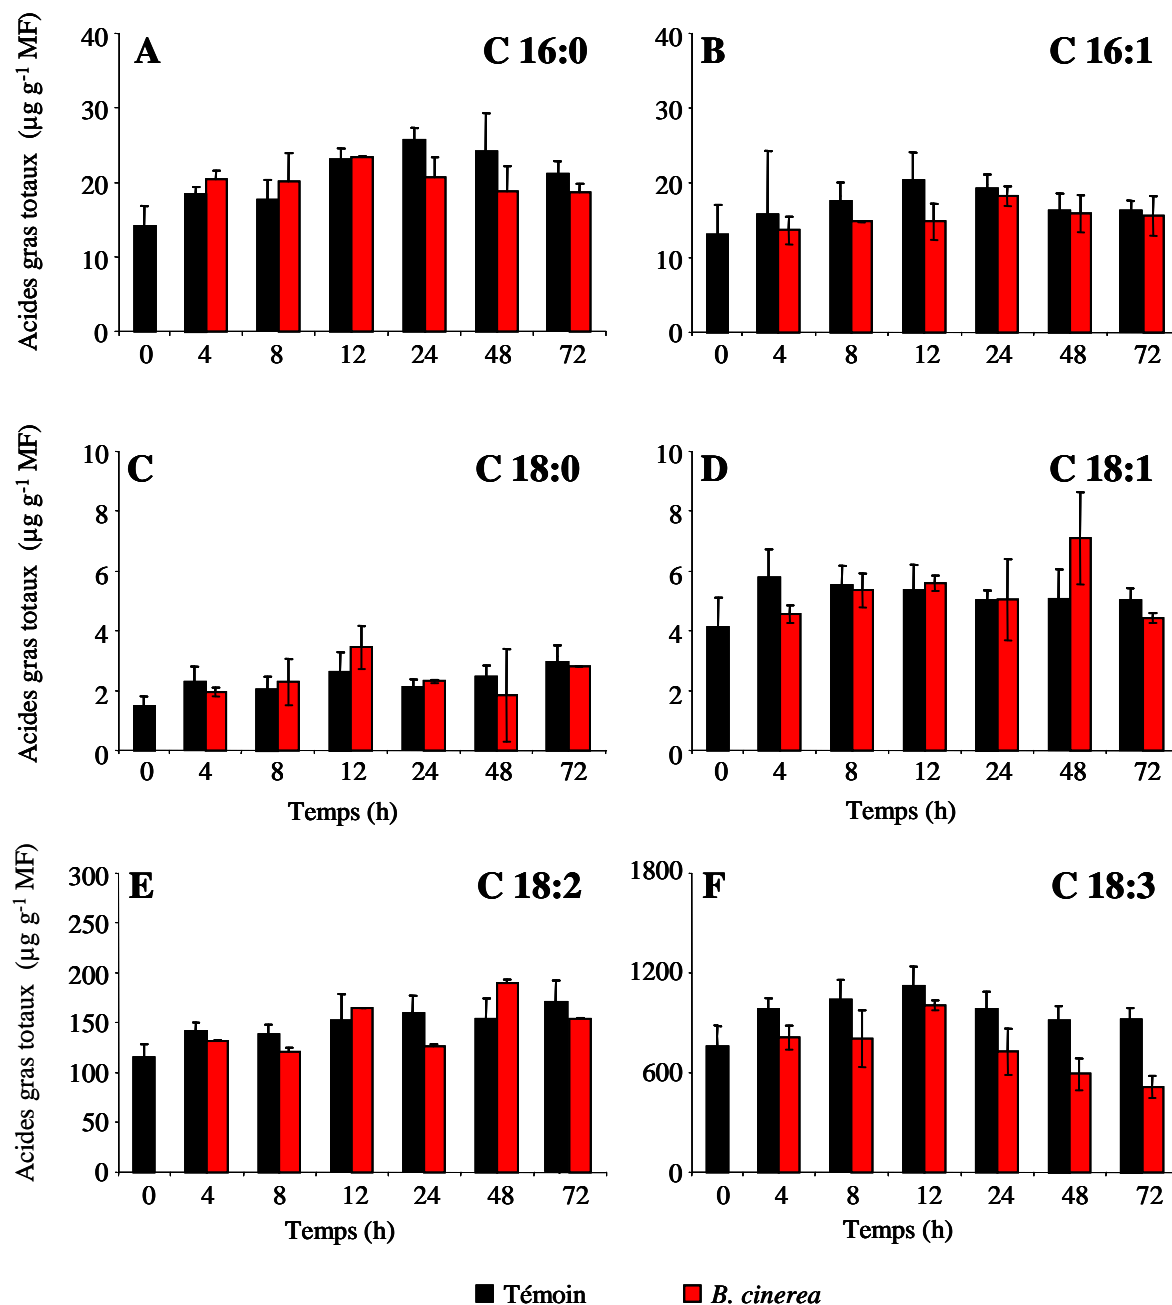 A C 16:0
Acides gras totaux (µg g-1 MF)
40
30
20
10
0
0 4 8 12 24 48 72
B C 16:1
40
30
20
10
0
0 4 8 12 24 48 72
C C 18:0
Acides gras totaux (µg g-1 MF)
10
8
6
4
2
0
0 4 8 12 24 48 72
Temps (h)
D C 18:1
10
8
6
4
2
0
0 4 8 12 24 48 72
Temps (h)
E C 18:2
Acides gras totaux (µg g-1 MF)
300
250
200
150
100
50
0
0 4 8 12 24 48 72
Temps (h)
F C 18:3
1800
1200
600
0
0 4 8 12 24 48 72
Temps (h)
Témoin B. cinerea